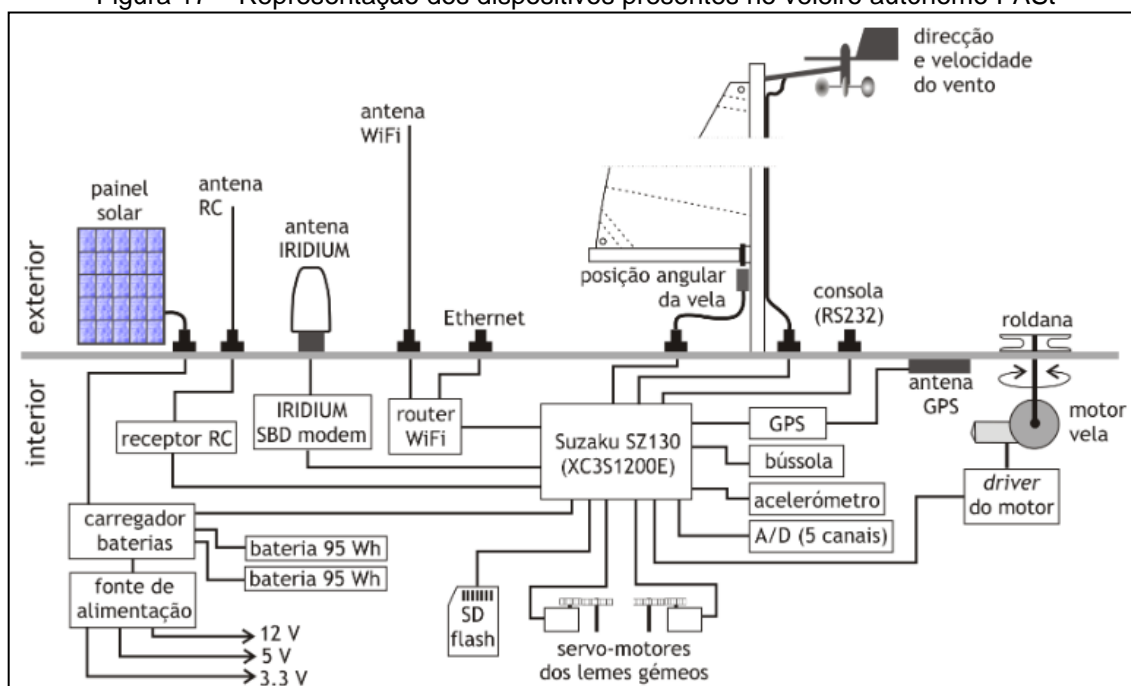 Figura 17 – Representação dos dispositivos presentes no veleiro autônomo FASt
direcção
e velocidade
do vento
antena
WiFi
painel
solar
antena
RC
antena
IRIDIUM
exterior
posição angular
da vela
consola
(RS232)
Ethernet
roldana
interior
receptor RC
IRIDIUM
SBD modem
router
WiFi
Suzaku SZ130
(XC3S1200E)
GPS
antena
GPS
motor
vela
bússola
acelerómetro
A/D (5 canais)
driver
do motor
carregador
baterias
bateria 95 Wh
bateria 95 Wh
fonte de
alimentação
12 V
5 V
3.3 V
SD
flash
servo-motores
dos lemes gémeos